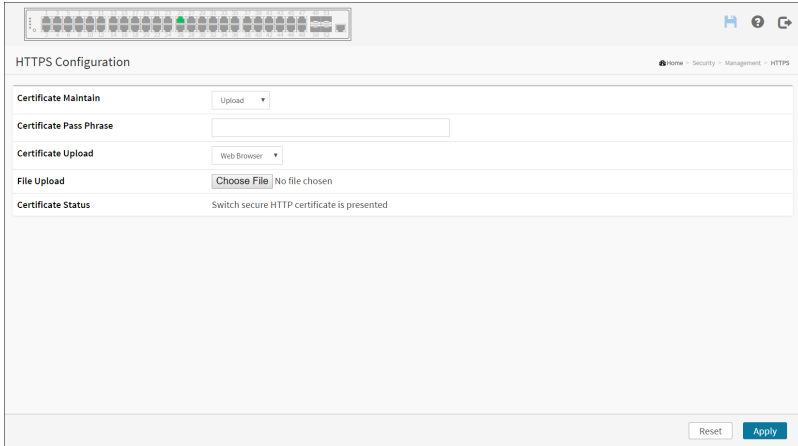 HTTPS Configuration
Home > Security > Management > HTTPS
Certificate Maintain
Upload
Certificate Pass Phrase
Certificate Upload
Web Browser
File Upload
Choose File No file chosen
Certificate Status
Switch secure HTTP certificate is presented
Reset
Apply